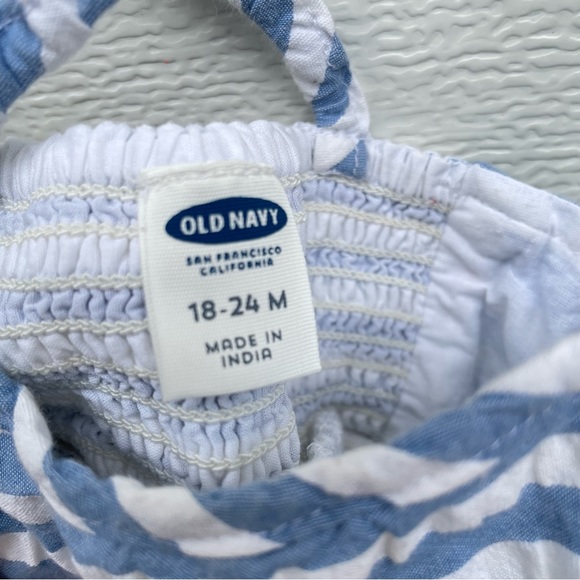 OLD NAVY
SAN FRANCISCO
CALIFORNIA
18-24 M
MADE IN
INDIA